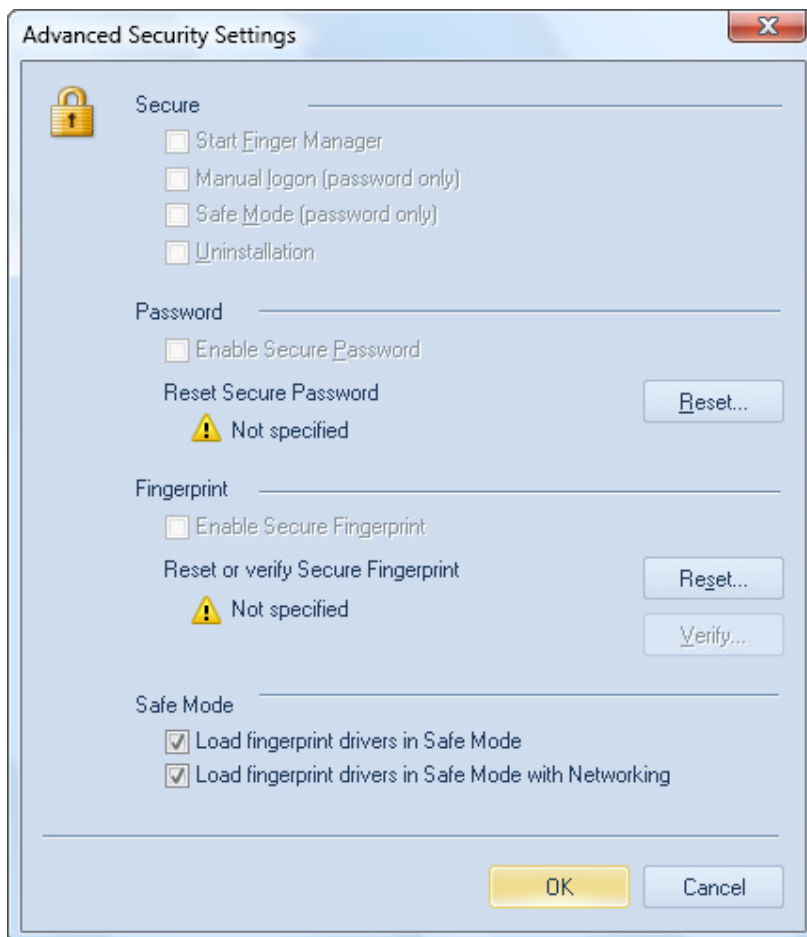 Advanced Security Settings
Secure
Start Finger Manager
Manual logon (password only)
Safe Mode (password only)
Uninstallation
Password
Enable Secure Password
Reset Secure Password
Reset...
Not specified
Fingerprint
Enable Secure Fingerprint
Reset or verify Secure Fingerprint
Reset...
Not specified
Verify...
Safe Mode
Load fingerprint drivers in Safe Mode
Load fingerprint drivers in Safe Mode with Networking
OK
Cancel